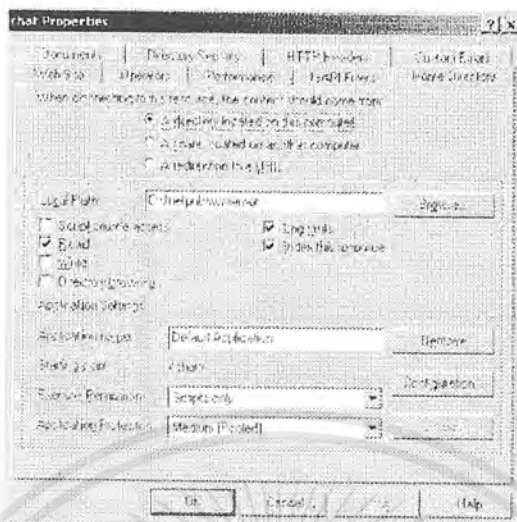 chat Properties
Documents Directory Security HTTP Headers Custom Errors
Web Site Operators Performance ISAPI Filters Home Directory
When connecting to this resource, the content should come from:
A directory located on this computer
A share located on another computer
A redirection to a URL
Local Path: Browse...
Script source access Log visits
Read Index this resource
Write
Directory browsing
Application Settings
Application name: Default Application Remove
Starting point: Configuration...
Execute Permissions: Scripts only
Application Protection: Medium (Pooled)
OK Cancel Help